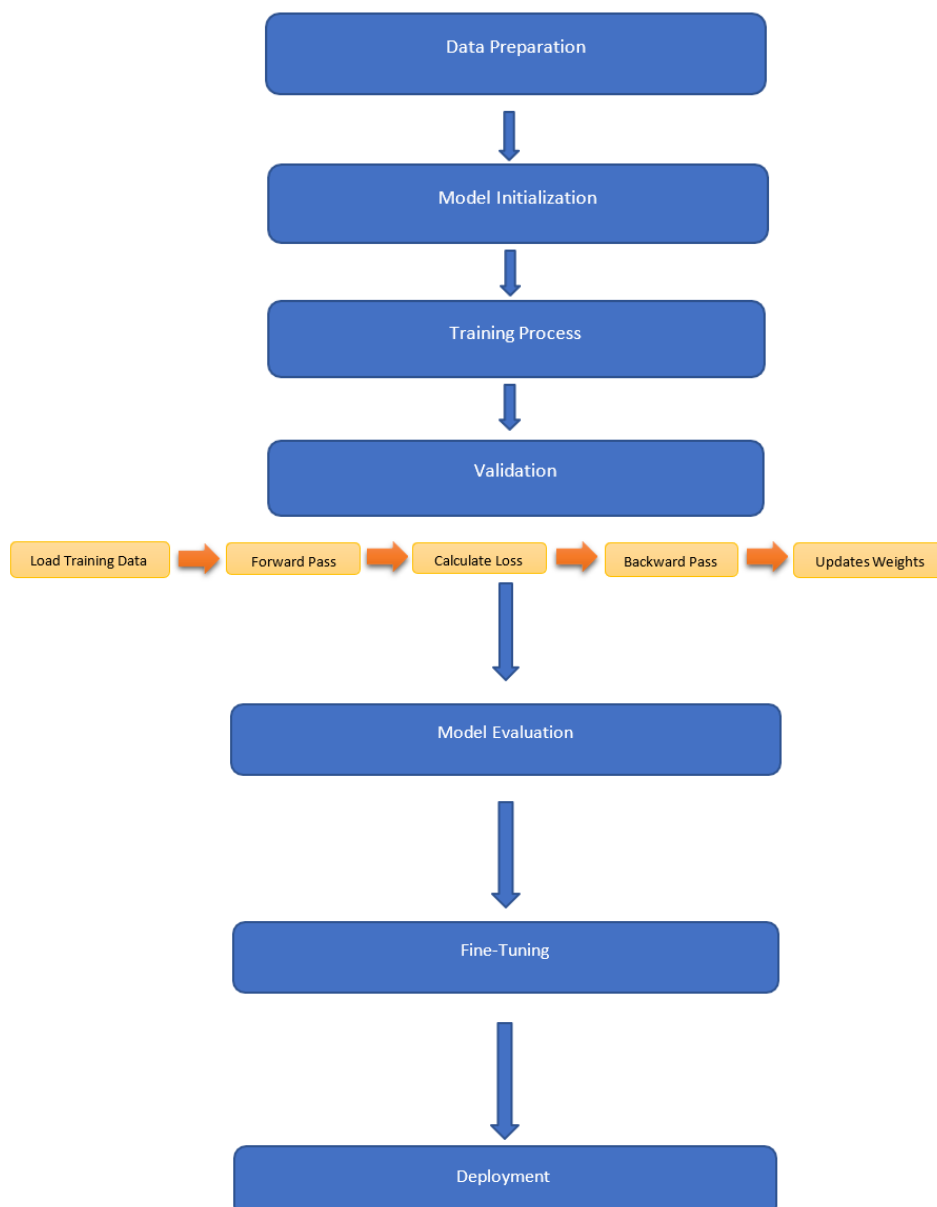 Data Preparation
Model Initialization
Training Process
Validation
Load Training Data
Forward Pass
Calculate Loss
Backward Pass
Updates Weights
Model Evaluation
Fine-Tuning
Deployment